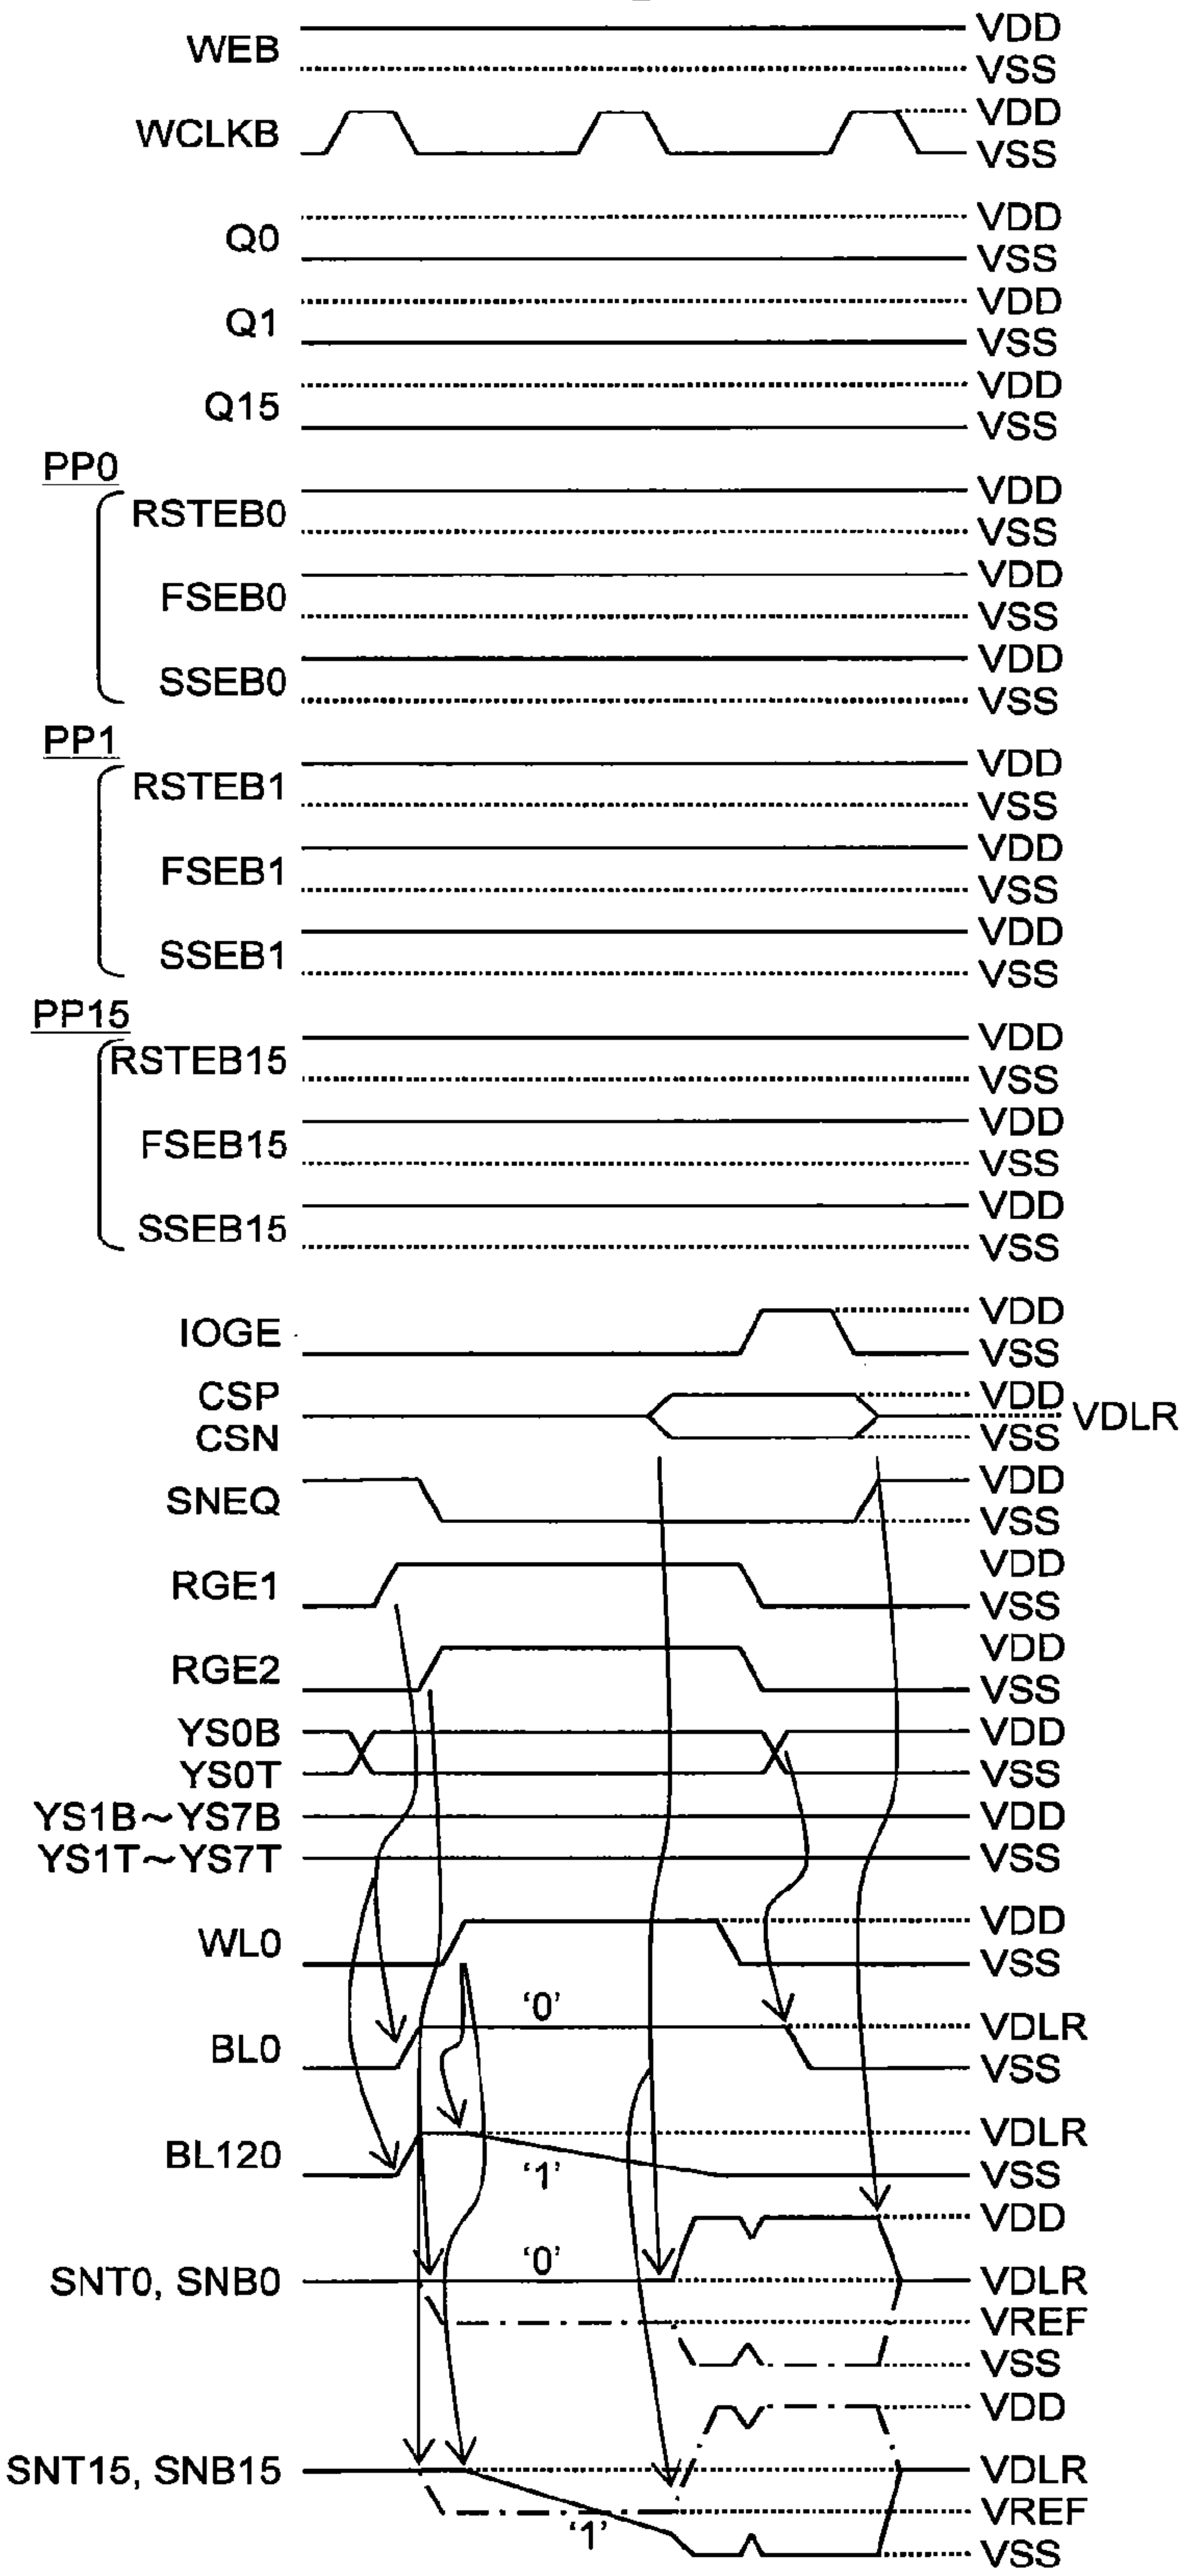 WEB VDD
VSS
WCLKB VDD
VSS
Q0 VDD
VSS
Q1 VDD
VSS
Q15 VDD
VSS
PP0
RSTEB0 VDD
VSS
FSEB0 VDD
VSS
SSEB0 VDD
VSS
PP1
RSTEB1 VDD
VSS
FSEB1 VDD
VSS
SSEB1 VDD
VSS
PP15
RSTEB15 VDD
VSS
FSEB15 VDD
VSS
SSEB15 VDD
VSS
IOGE VDD
VSS
CSP VDD
VDLR
CSN VSS
SNEQ VDD
VSS
RGE1 VDD
VSS
RGE2 VDD
VSS
YS0B VDD
YS0T VSS
YS1B~YS7B VDD
YS1T~YS7T VSS
WL0 VDD
VSS
BL0 '0' VDLR
VSS
BL120 VDLR
'1' VSS
VDD
SNT0, SNB0 '0' VDLR
VREF
VSS
VDD
SNT15, SNB15 VDLR
VREF
'1' VSS